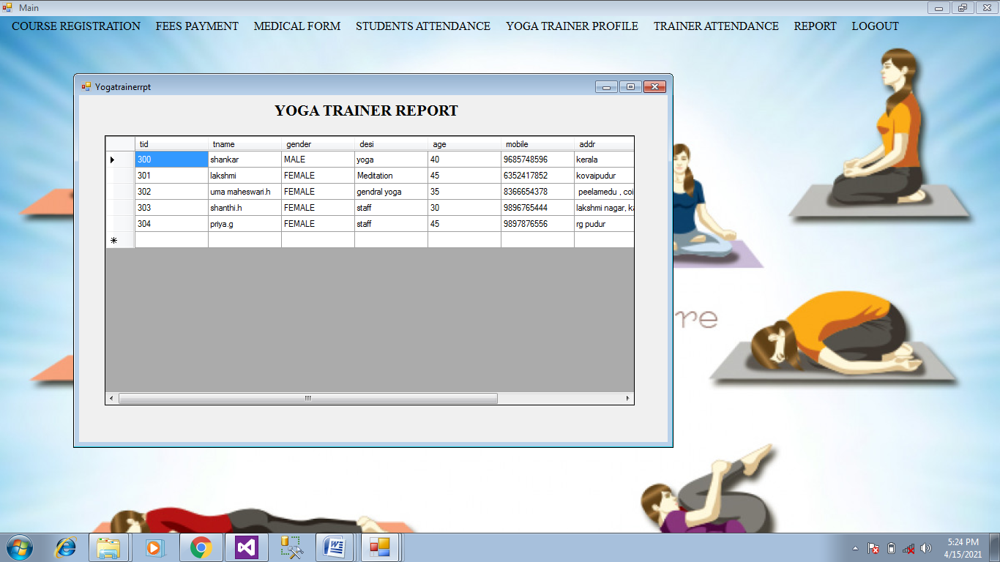 Main
COURSE REGISTRATION FEES PAYMENT MEDICAL FORM STUDENTS ATTENDANCE YOGA TRAINER PROFILE TRAINER ATTENDANCE REPORT LOGOUT
Yogatrainerrpt
YOGA TRAINER REPORT
tid tname gender desi age mobile addr
300 shankar MALE yoga 40 9685748596 kerala
301 lakshmi FEMALE Meditation 45 6352417852 kovaipudur
302 uma maheswari.h FEMALE gendral yoga 35 8366654378 peelamedu , coi
303 shanthi.h FEMALE staff 30 9896765444 lakshmi nagar, ka
304 priya.g FEMALE staff 45 9897876556 rg pudur
re
5:24 PM
4/15/2021